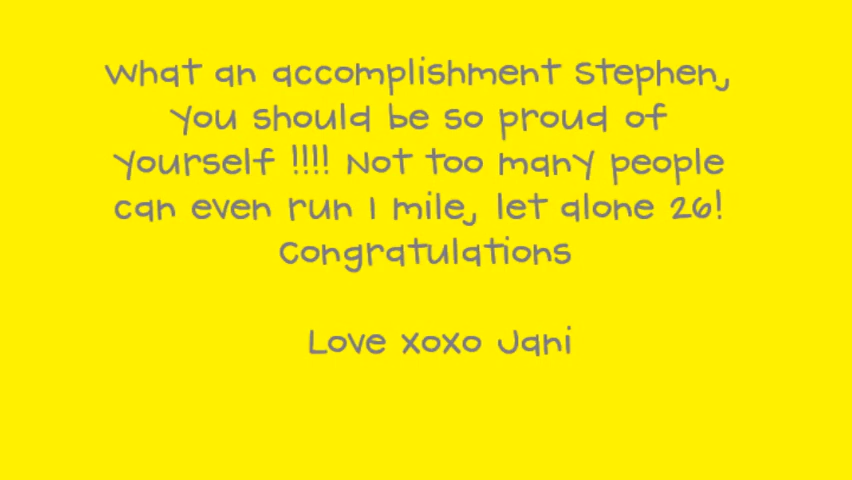 What an accomplishment Stephen,
You should be so proud of
Yourself !!!! Not too many people
can even run 1 mile, let alone 26!
Congratulations
Love xoxo Jani